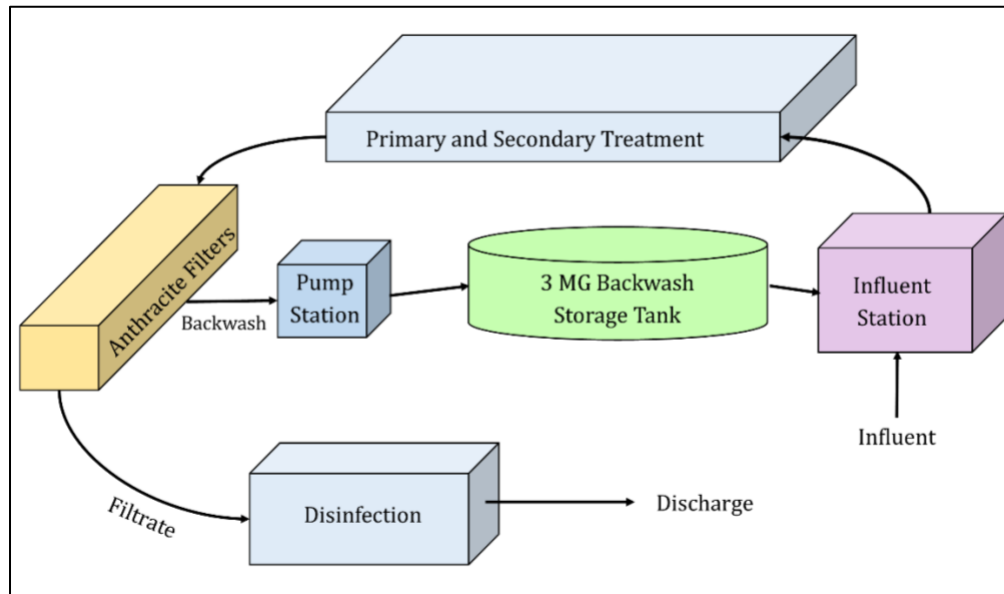 Primary and Secondary Treatment
Anthracite Filters
Backwash
Pump
Station
3 MG Backwash
Storage Tank
Influent
Station
Influent
Filtrate
Disinfection
Discharge